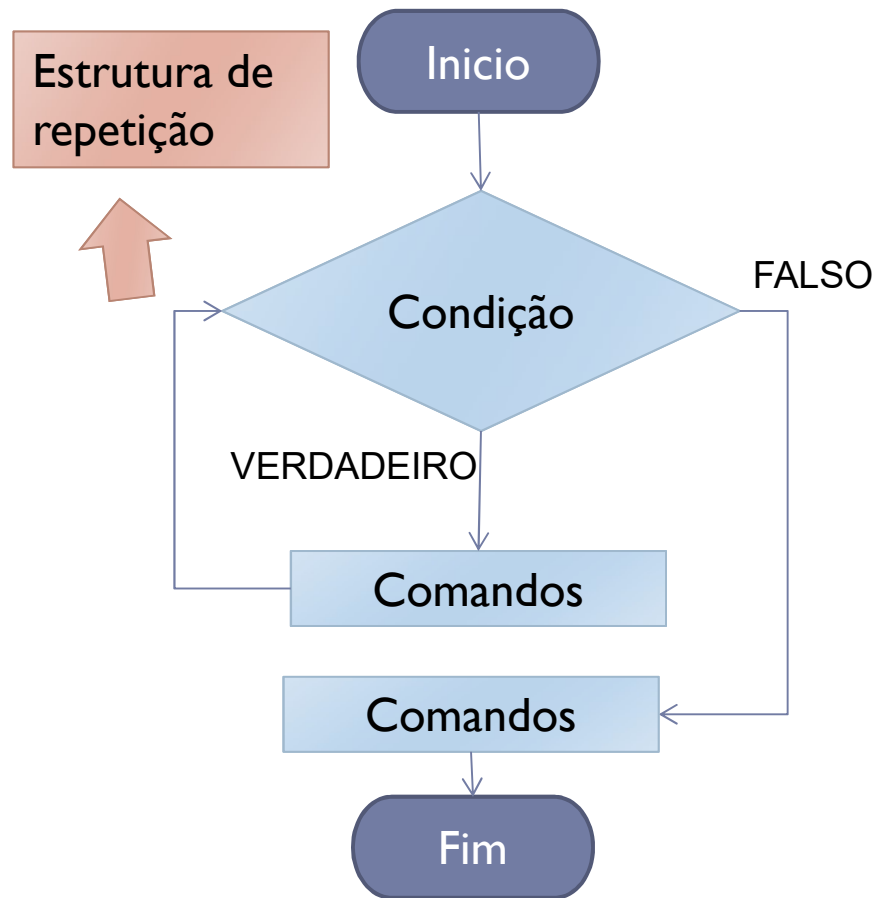 Estrutura de
repetição
Inicio
Condição
FALSO
VERDADEIRO
Comandos
Comandos
Fim